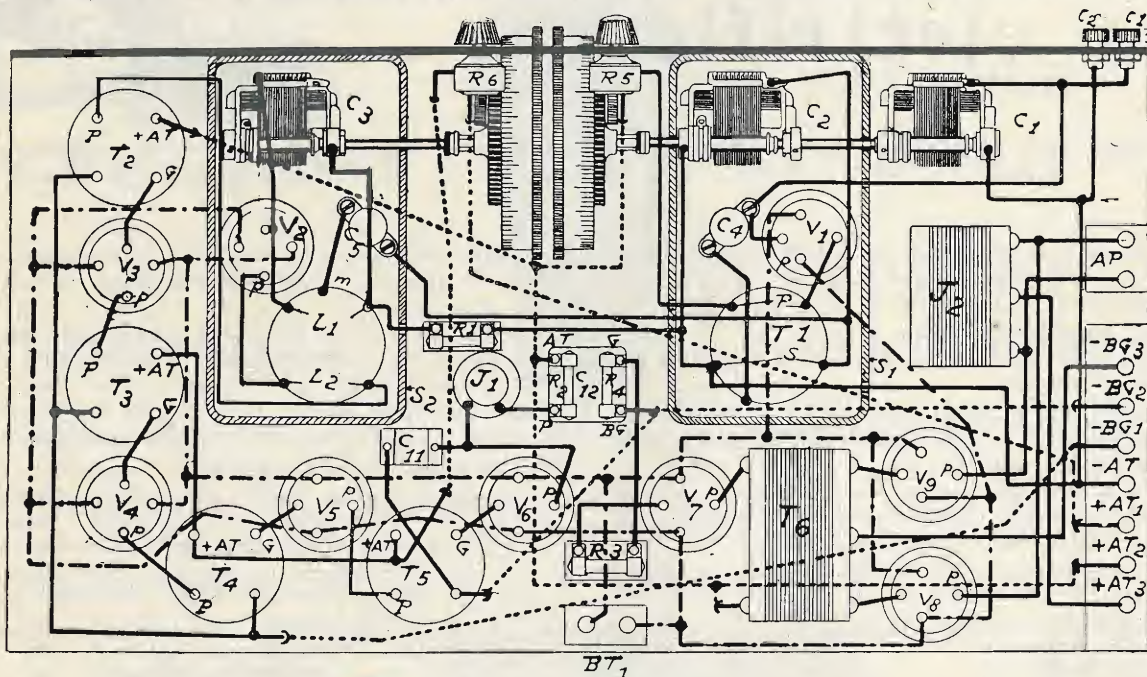 C2 C1
R6 R5
C3 C2 C1
P +AT
T2
G
V2 C5 C4 V1
P
V3
P m
AP
J2
L1 P
T1
R1
P +AT
T3
L2 S
AT G
J1 R2 C12 R4
P BG
S2 S1
G
-BG3
-BG2
-BG1
-AT
+AT1
+AT2
+AT3
C11
V4 V5 P V6 P V7 P T6 V9 P
P
+AT G +AT G
R3
T4 T5
P P
V8 P
BT1